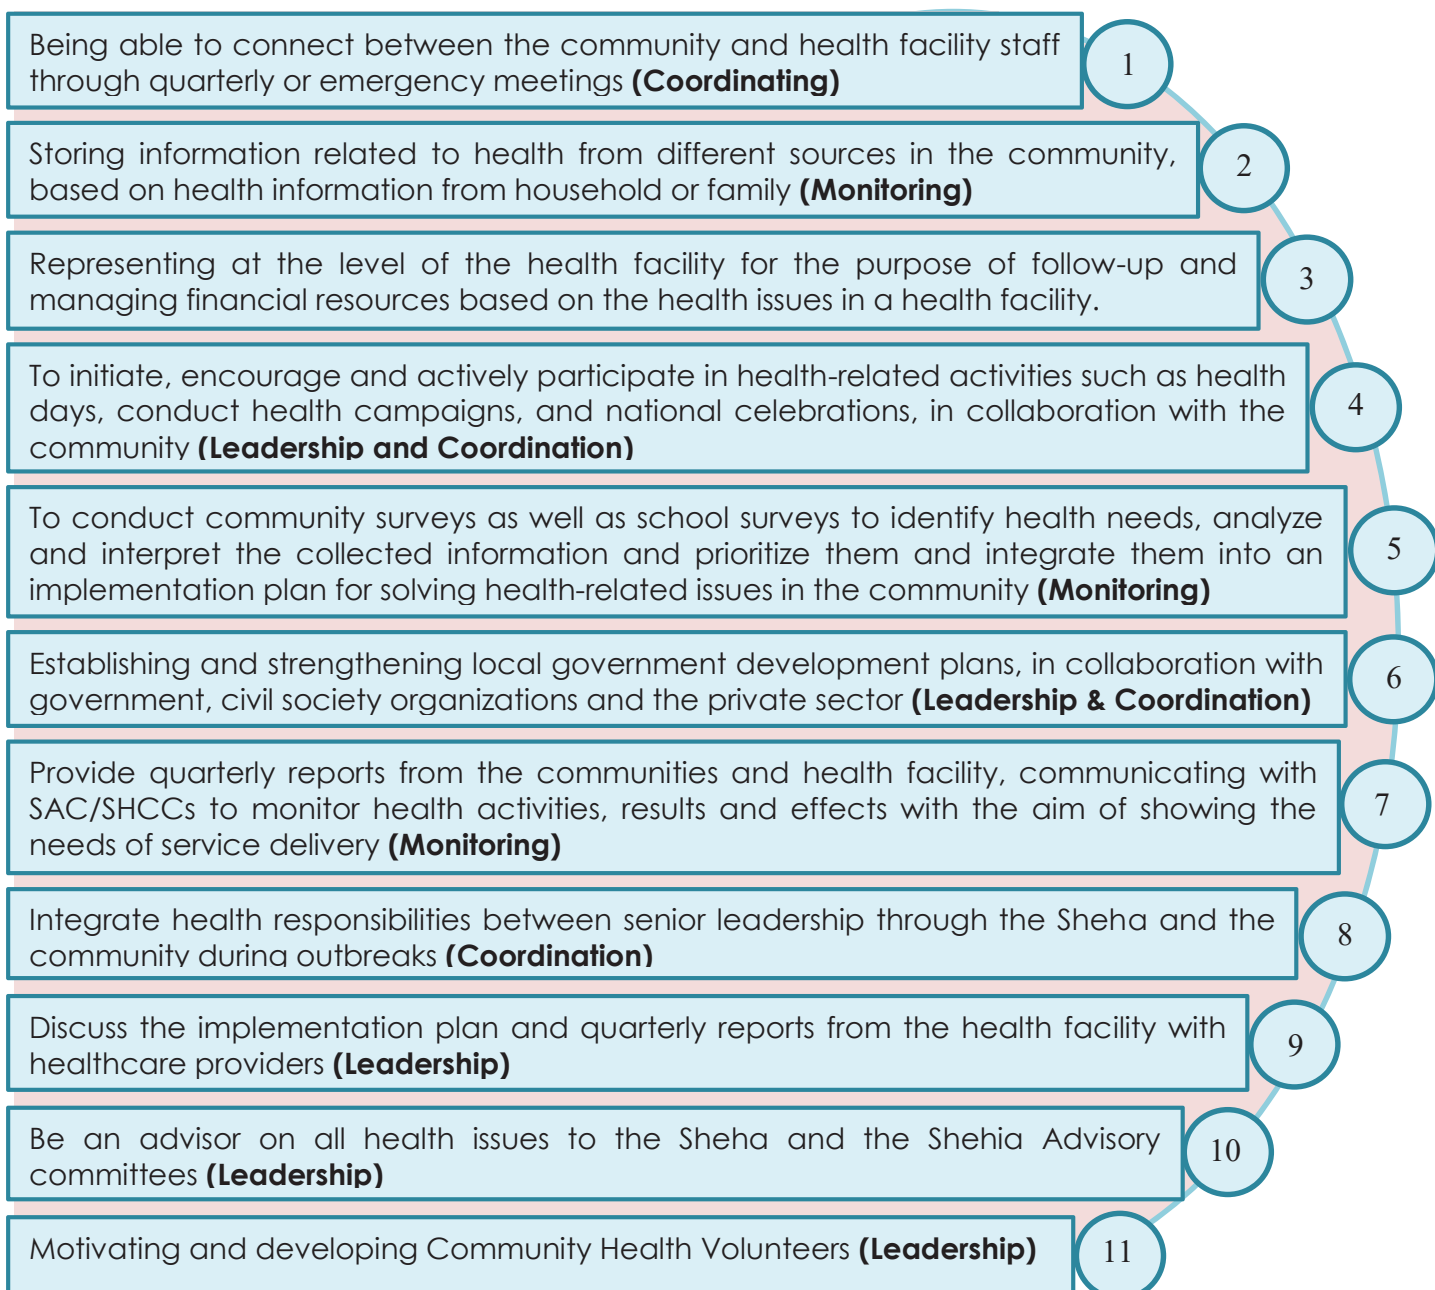 Being able to connect between the community and health facility staff
through quarterly or emergency meetings (Coordinating)
1
Storing information related to health from different sources in the community,
based on health information from household or family (Monitoring)
2
Representing at the level of the health facility for the purpose of follow-up and
managing financial resources based on the health issues in a health facility.
3
To initiate, encourage and actively participate in health-related activities such as health
days, conduct health campaigns, and national celebrations, in collaboration with the
community (Leadership and Coordination)
4
To conduct community surveys as well as school surveys to identify health needs, analyze
and interpret the collected information and prioritize them and integrate them into an
implementation plan for solving health-related issues in the community (Monitoring)
5
Establishing and strengthening local government development plans, in collaboration with
government, civil society organizations and the private sector (Leadership & Coordination)
6
Provide quarterly reports from the communities and health facility, communicating with
SAC/SHCCs to monitor health activities, results and effects with the aim of showing the
needs of service delivery (Monitoring)
7
Integrate health responsibilities between senior leadership through the Sheha and the
community during outbreaks (Coordination)
8
Discuss the implementation plan and quarterly reports from the health facility with
healthcare providers (Leadership)
9
Be an advisor on all health issues to the Sheha and the Shehia Advisory
committees (Leadership)
10
Motivating and developing Community Health Volunteers (Leadership)
11